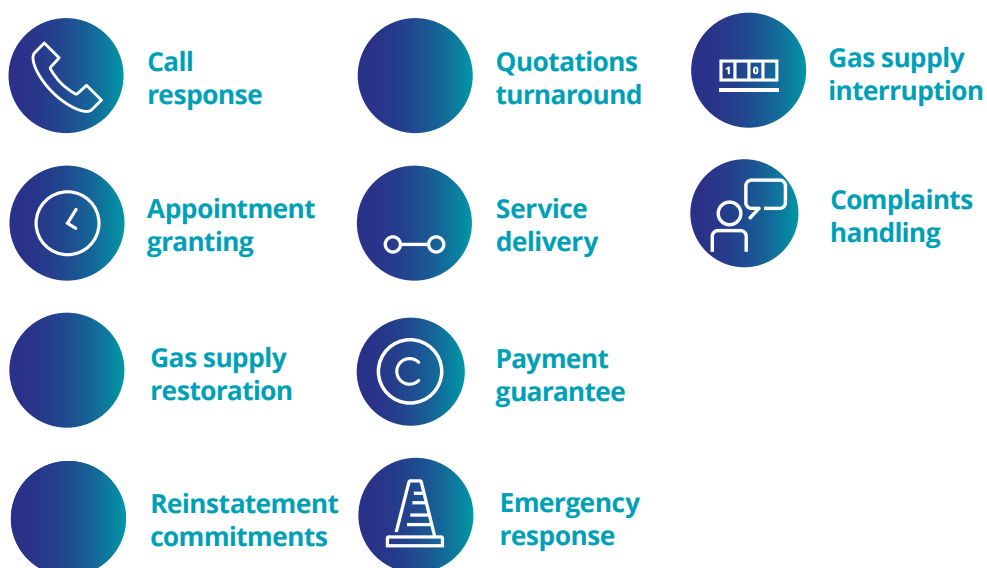 Call
response
Quotations
turnaround
1 0
Gas supply
interruption
Appointment
granting
Service
delivery
Complaints
handling
Gas supply
restoration
C
Payment
guarantee
Reinstatement
commitments
Emergency
response